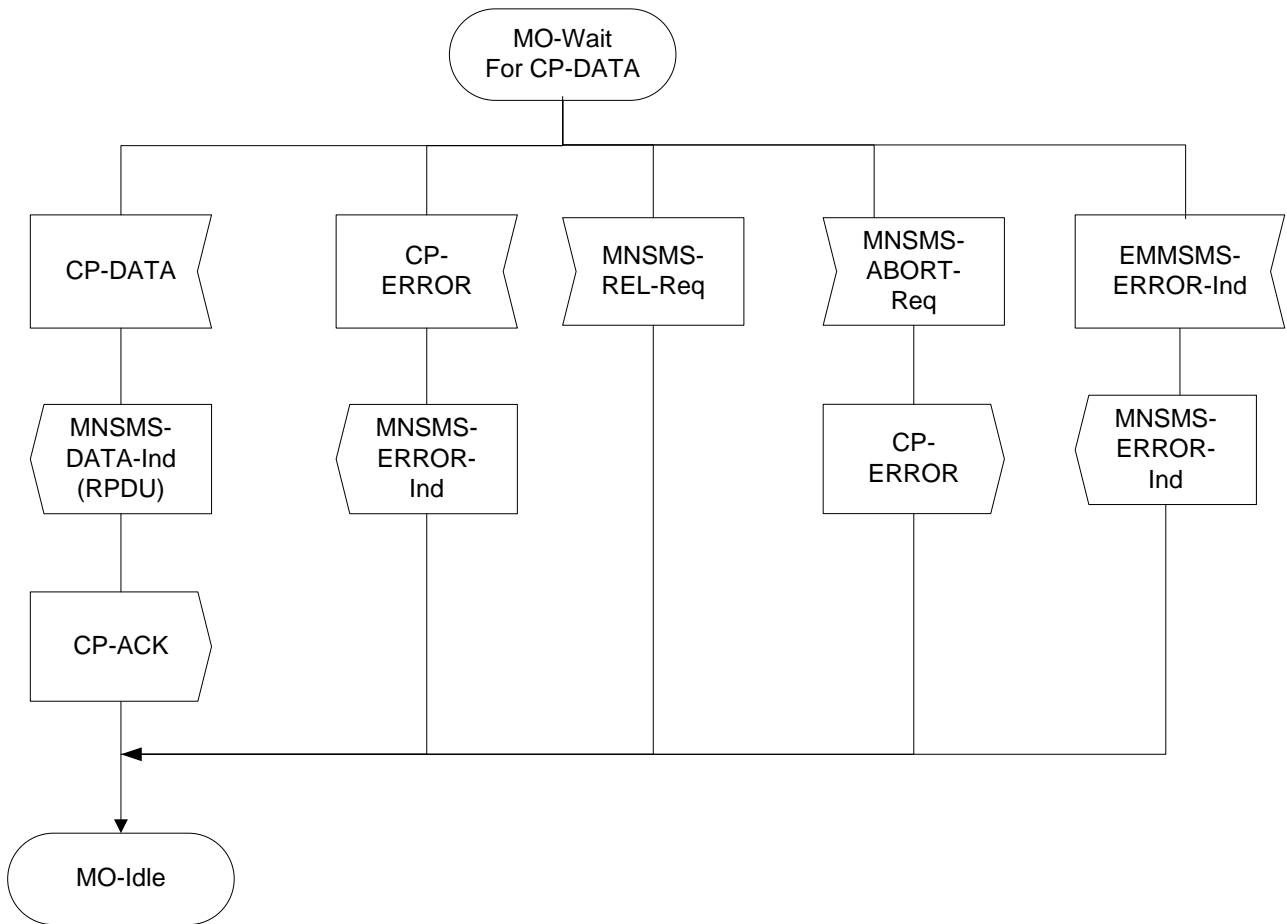 MO-Wait
For CP-DATA
CP-DATA
CP-
ERROR
MNSMS-
REL-Req
MNSMS-
ABORT-
Req
EMMSMS-
ERROR-Ind
MNSMS-
DATA-Ind
(RPDU)
MNSMS-
ERROR-
Ind
CP-
ERROR
MNSMS-
ERROR-
Ind
CP-ACK
MO-Idle